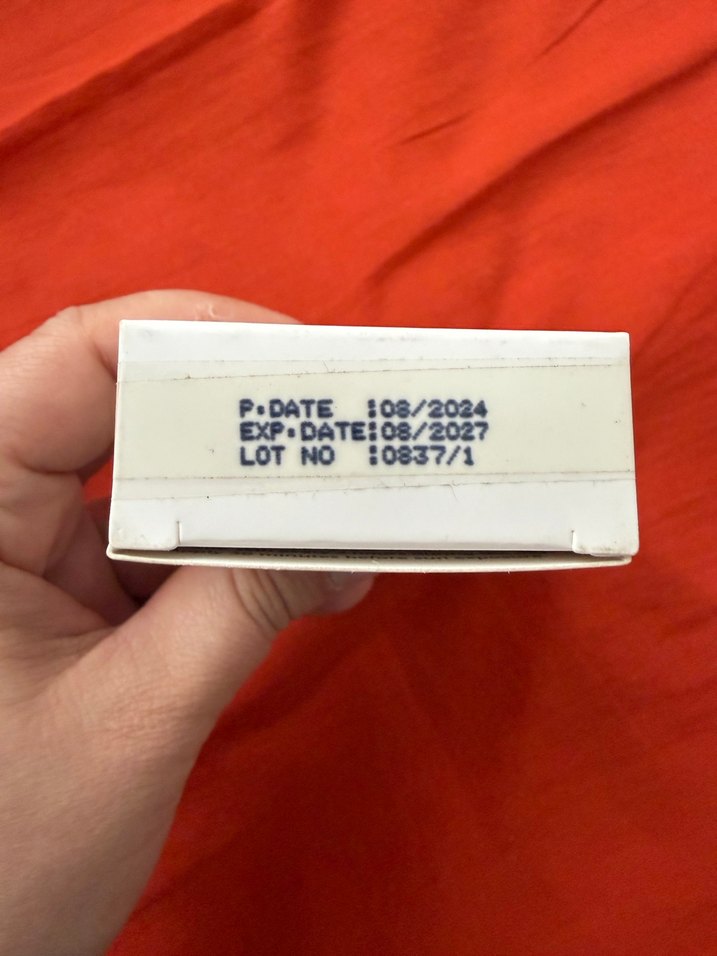 P.DATE :08/2024
EXP.DATE:08/2027
LOT NO :0837/1